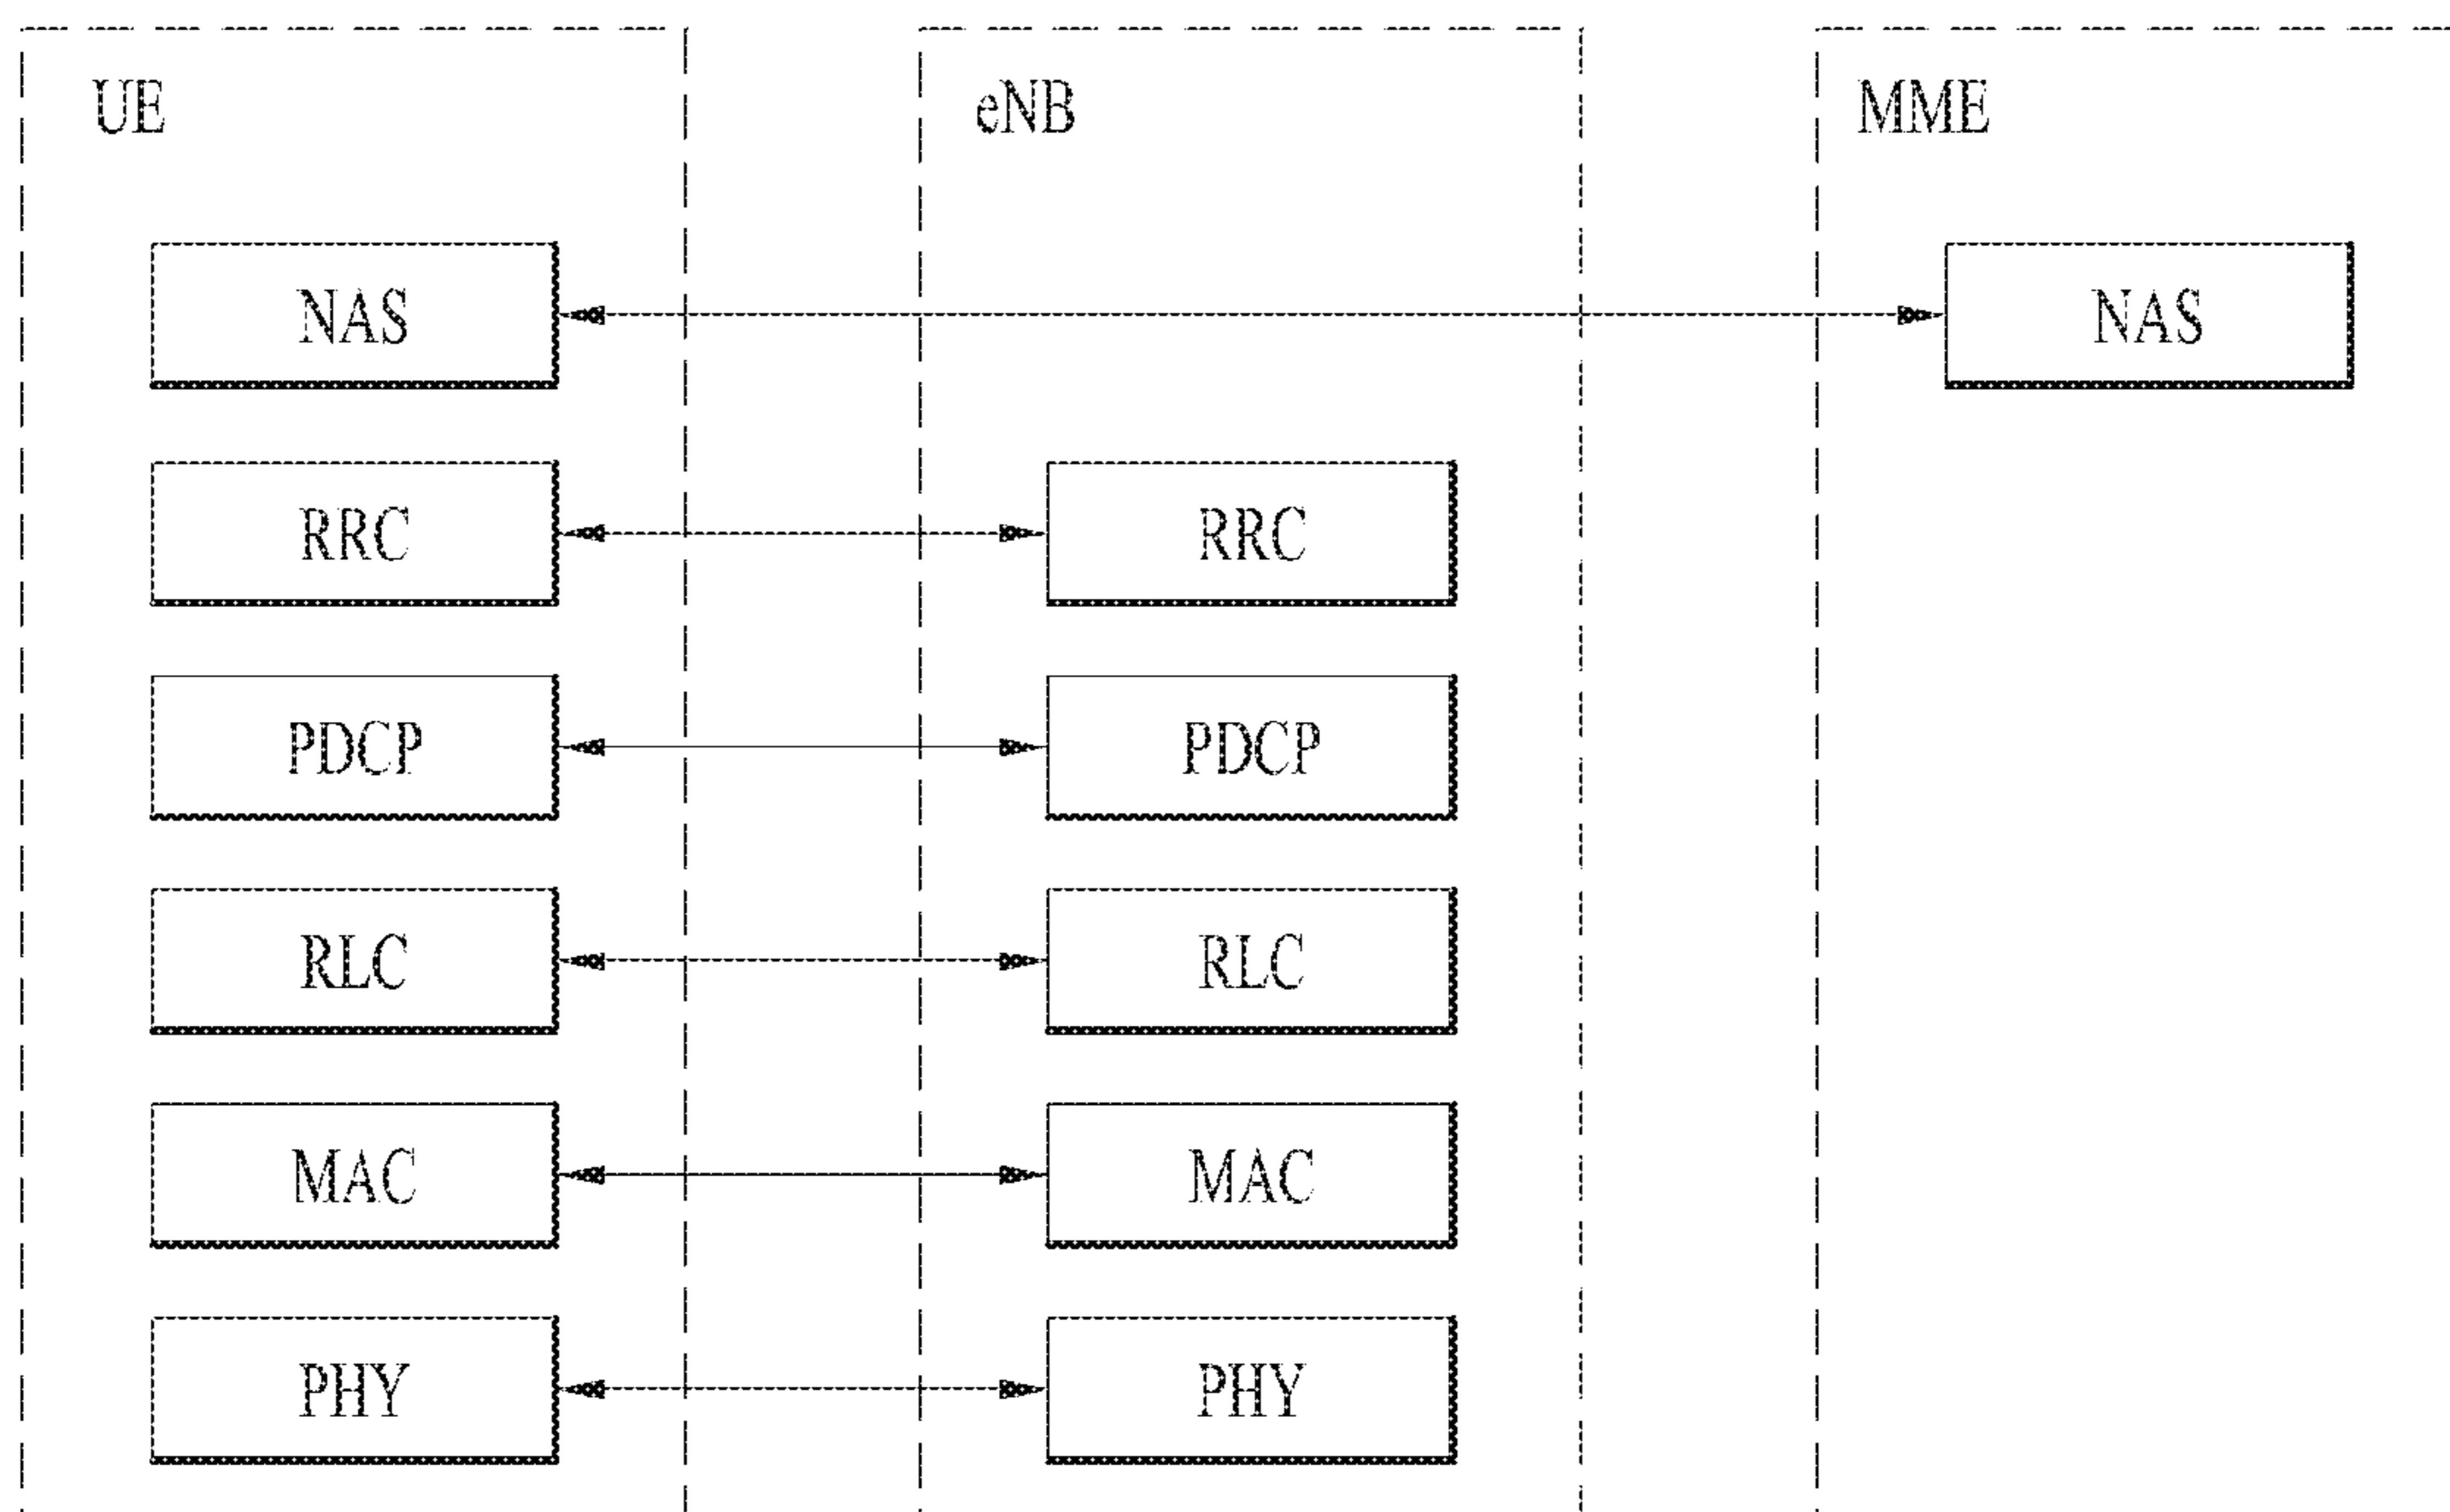 UE eNB MME
NAS NAS
RRC RRC
PDCP PDCP
RLC RLC
MAC MAC
PHY PHY